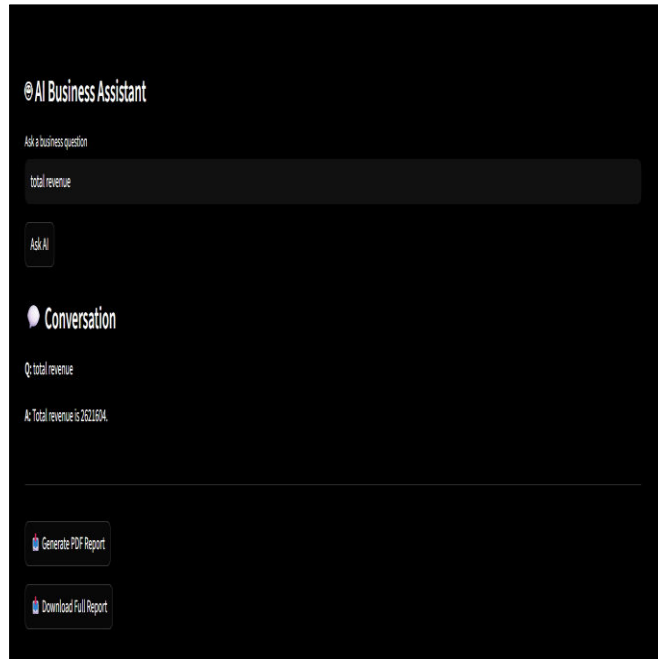 AI Business Assistant
Ask a business question
total revenue
Ask AI
Conversation
Q: total revenue
A: Total revenue is 2621604.
Generate PDF Report
Download Full Report